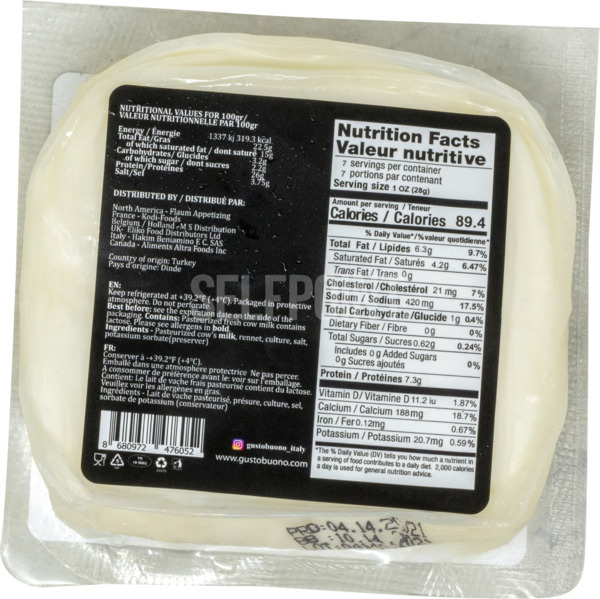 NUTRITIONAL VALUES FOR 100gr/
VALEUR NUTRITIONNELLE PAR 100gr
Energy / Énergie 1337 kj 319.3 kcal
Total Fat/Gras 22.5g
of which saturated fat / dont saturé 15g
Carbohydrates/ Glucides 3.2g
of which sugar / dont sucres 2.2g
Protein/Protéines 26g
Salt/Sel 3.75g
DISTRIBUTED BY / DISTRIBUÉ PAR:
North America - Flaum Appetizing
France - Kodi-Foods
Belgium / Holland - M S Distribution
UK- Eliko Food Distributors Ltd
Italy - Hakim Beniamino E C. SAS
Canada - Aliments Altra Foods Inc
Country of origin: Turkey
Pays d'origine: Dinde
EN:
Keep refrigerated at +39.2°F (+4°C). Packaged in protective
atmosphere. Do not perfurate.
Best before: see the expiration date on the side of the
packaging. Contains: Pasteurized fresh cow milk contains
lactose. Please see allergens in bold.
Ingredients - Pasteurized cow's milk, rennet, culture, salt,
potassium sorbate(preserver)
FR:
Conserver à -+39.2°F (+4°C).
Emballé dans une atmosphère protectrice Ne pas percer.
A consommer de préférence avant le: voir sur l'emballage.
Contient: Le lait de vache frais pasteurisé contient du lactose.
Veuillez voir les allergènes en gras.
Ingrédients - Lait de vache pasteurisé, présure, culture, sel,
sorbate de potassium (conservateur)
8 680972 476052
gustobuono_italy
www.gustobuono.com
Nutrition Facts
Valeur nutritive
7 servings per container
7 portions par contenant
Serving size 1 OZ (28g)
Amount per serving / Teneur
Calories / Calories 89.4
% Daily Value*/%valeur quotidienne*
Total Fat / Lipides 6.3g 9.7%
Saturated Fat / Saturés 4.2g 6.47%
Trans Fat / Trans 0g
Cholesterol / Cholestérol 21 mg 7%
Sodium / Sodium 420 mg 17.5%
Total Carbohydrate /Glucide 1g 0.4%
Dietary Fiber / Fibre 0g 0%
Total Sugars / Sucres 0.62g 0.24%
Includes 0g Added Sugars
0g Sucres ajoutés 0%
Protein / Protéines 7.3g
Vitamin D/ Vitamine D 11.2 iu 1.87%
Calcium / Calcium 188mg 18.7%
Iron / Fer 0.12mg 0.67%
Potassium / Potassium 20.7mg 0.59%
*The % Daily Value (DV) tells you how much a nutrient in
a serving of food contributes to a daily diet. 2,000 calories
a day is used for general nutrition advice.
PRD:04.14.2021
10.14